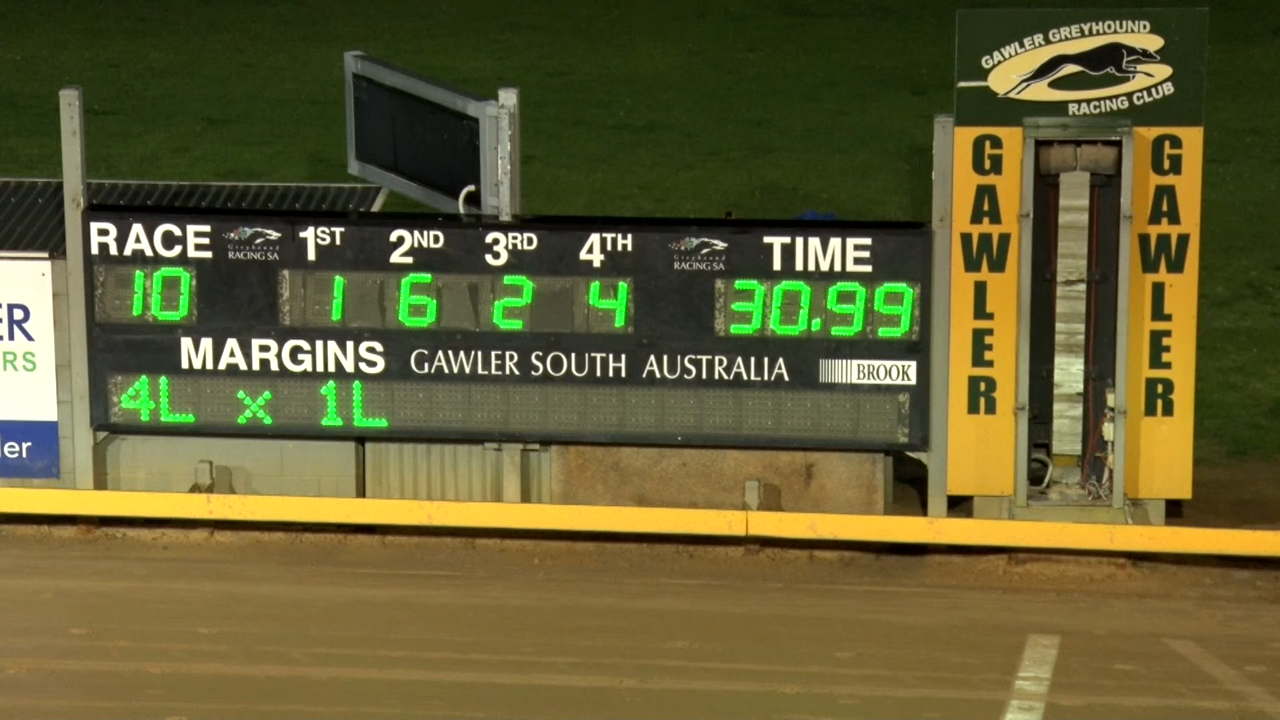 GAWLER GREYHOUND
RACING CLUB
GAWLER
GAWLER
RACE
Greyhound
RACING SA
1ST
2ND
3RD
4TH
Greyhound
RACING SA
TIME
10
1
6
2
4
30.99
MARGINS
GAWLER SOUTH AUSTRALIA
BROOK
4L x 1L
ER
RS
ler